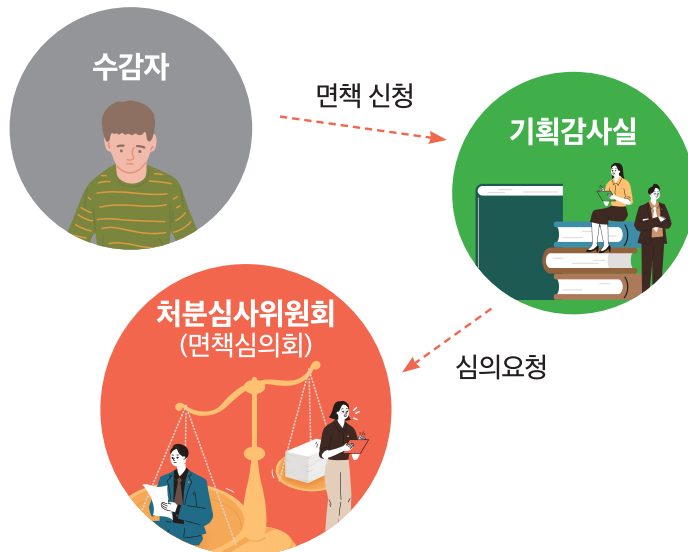 수감자
면책 신청
기획감사실
처분심사위원회
(면책심의회)
심의요청